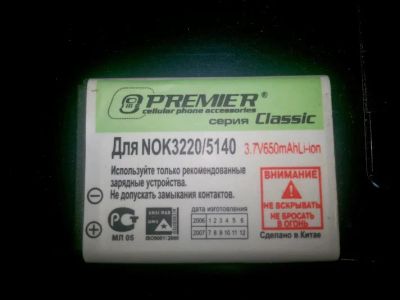 PREMIER
cellular phone accessories
серия Classic
Для NOK3220/5140 3.7V650mAhLi-ion
Используйте только рекомендованные
зарядные устройства.
Не допускать замыкания контактов.
ВНИМАНИЕ
НЕ ВСКРЫВАТЬ
НЕ БРОСАТЬ
В ОГОНЬ
Сделано в Китае
МЛ 05
ISO9001:2000
дата изготовления
2006 1 2 3 4 5 6
2007 7 8 9 10 11 12